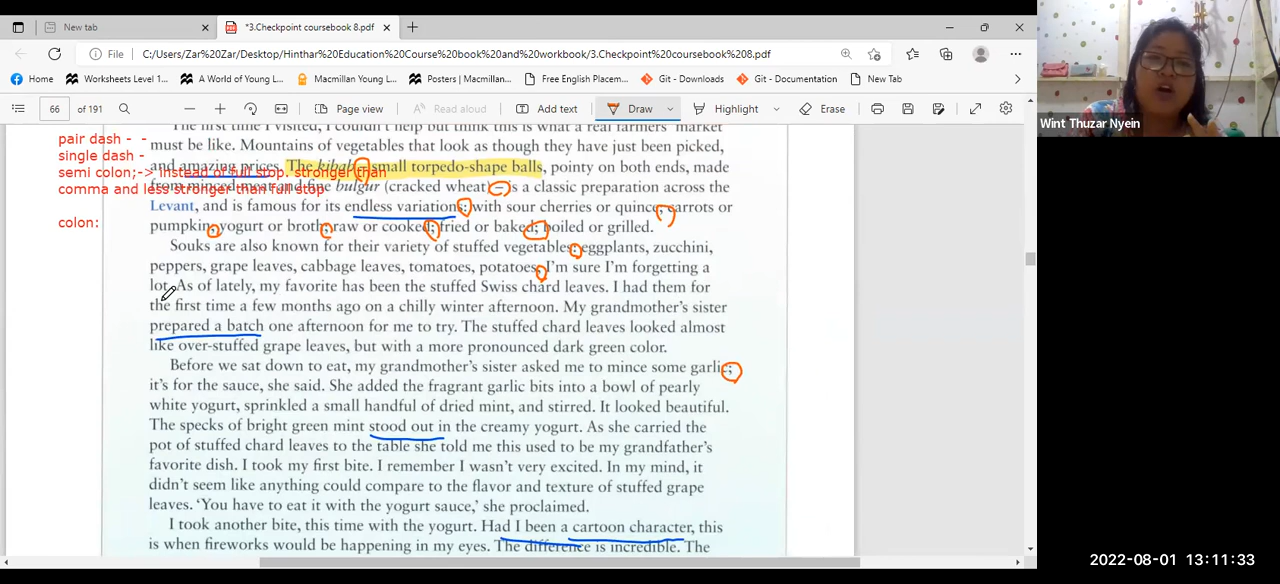 New tab
*3.Checkpoint coursebook 8.pdf
File
C:/Users/Zar%20Zar/Desktop/Hinthar%20Education%20Course%20book%20and%20workbook/3.Checkpoint%20coursebook%208.pdf
Home
Worksheets Level 1...
A World of Young L...
Macmillan Young L...
Posters | Macmillan...
Free English Placem...
Git - Downloads
Git - Documentation
New Tab
66 of 191
Page view
Read aloud
Add text
Draw
Highlight
Erase
Wint Thuzar Nyein
pair dash - -
single dash -
semi colon;-> instead of full stop. stronger than
comma and less stronger than full stop
colon:
The first time I visited, I couldn't help but think this is what a real farmers' market
must be like. Mountains of vegetables that look as though they have just been picked,
and amazing prices. The kibab – small torpedo-shape balls, pointy on both ends, made
from minced meat and fine bulgur (cracked wheat) – is a classic preparation across the
Levant, and is famous for its endless variations: with sour cherries or quince; carrots or
pumpkin; yogurt or broth; raw or cooked; fried or baked; boiled or grilled.
Souks are also known for their variety of stuffed vegetables: eggplants, zucchini,
peppers, grape leaves, cabbage leaves, tomatoes, potatoes; I'm sure I'm forgetting a
lot. As of lately, my favorite has been the stuffed Swiss chard leaves. I had them for
the first time a few months ago on a chilly winter afternoon. My grandmother's sister
prepared a batch one afternoon for me to try. The stuffed chard leaves looked almost
like over-stuffed grape leaves, but with a more pronounced dark green color.
Before we sat down to eat, my grandmother's sister asked me to mince some garlic;
it's for the sauce, she said. She added the fragrant garlic bits into a bowl of pearly
white yogurt, sprinkled a small handful of dried mint, and stirred. It looked beautiful.
The specks of bright green mint stood out in the creamy yogurt. As she carried the
pot of stuffed chard leaves to the table she told me this used to be my grandfather's
favorite dish. I took my first bite. I remember I wasn't very excited. In my mind, it
didn't seem like anything could compare to the flavor and texture of stuffed grape
leaves. 'You have to eat it with the yogurt sauce,' she proclaimed.
I took another bite, this time with the yogurt. Had I been a cartoon character, this
is when fireworks would be happening in my eyes. The difference is incredible. The
2022-08-01 13:11:33